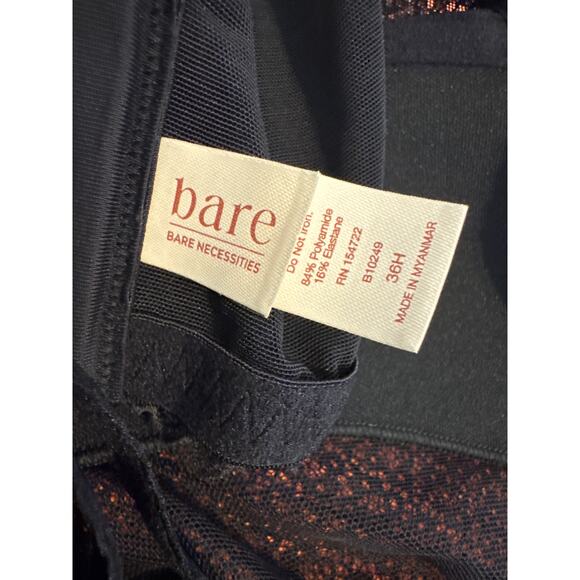 bare
BARE NECESSITIES
Do Not Iron.
84% Polyamide
16% Elastane
RN 154722
B10249
36H
MADE IN MYANMAR